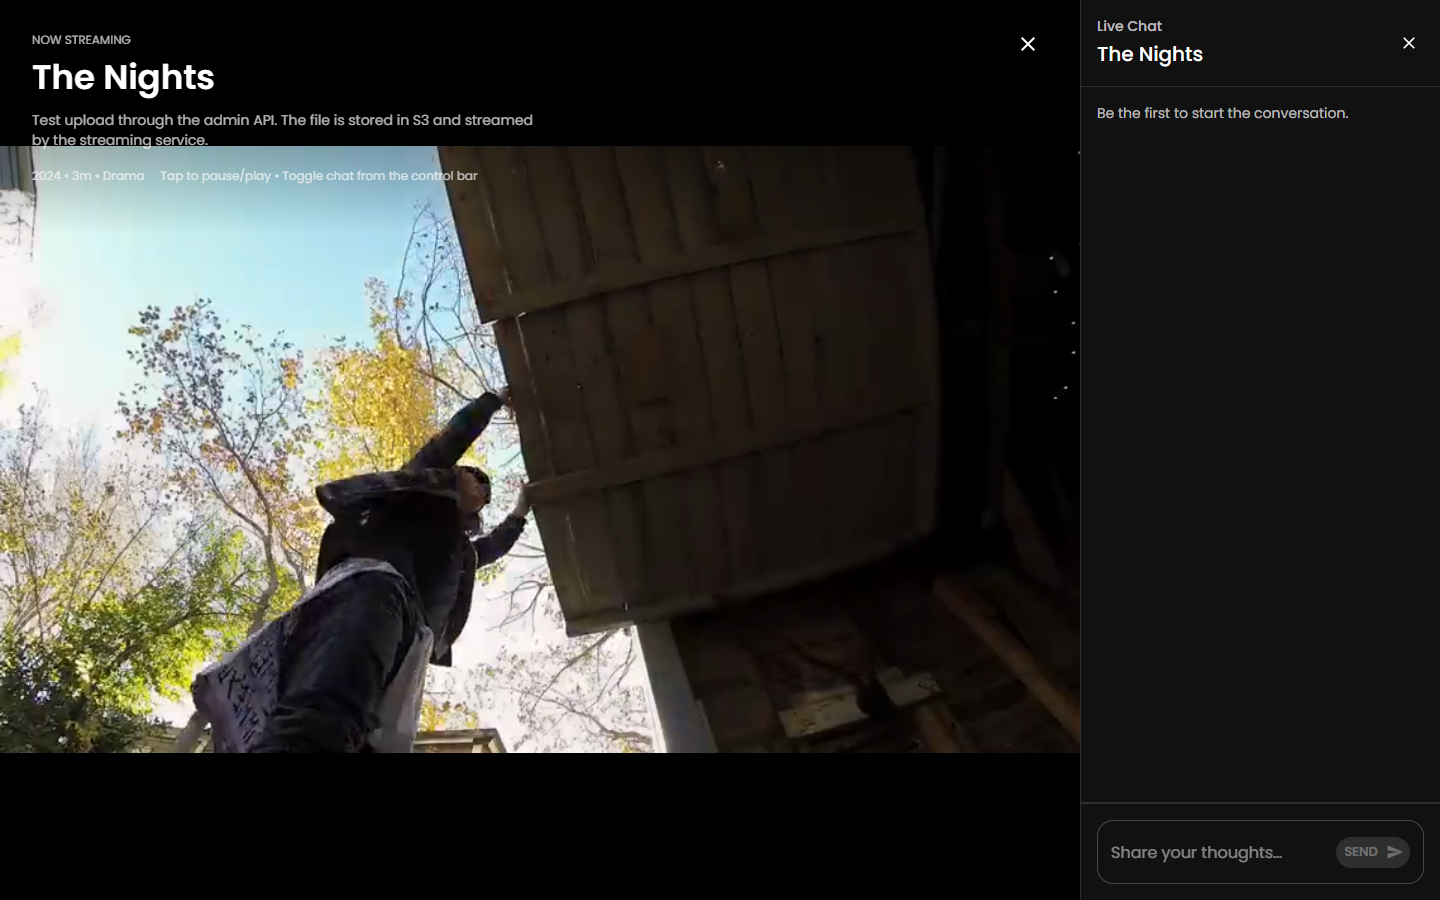 NOW STREAMING
The Nights
Test upload through the admin API. The file is stored in S3 and streamed
by the streaming service.
2024 • 3m • Drama Tap to pause/play • Toggle chat from the control bar
Live Chat
The Nights
Be the first to start the conversation.
Share your thoughts...
SEND